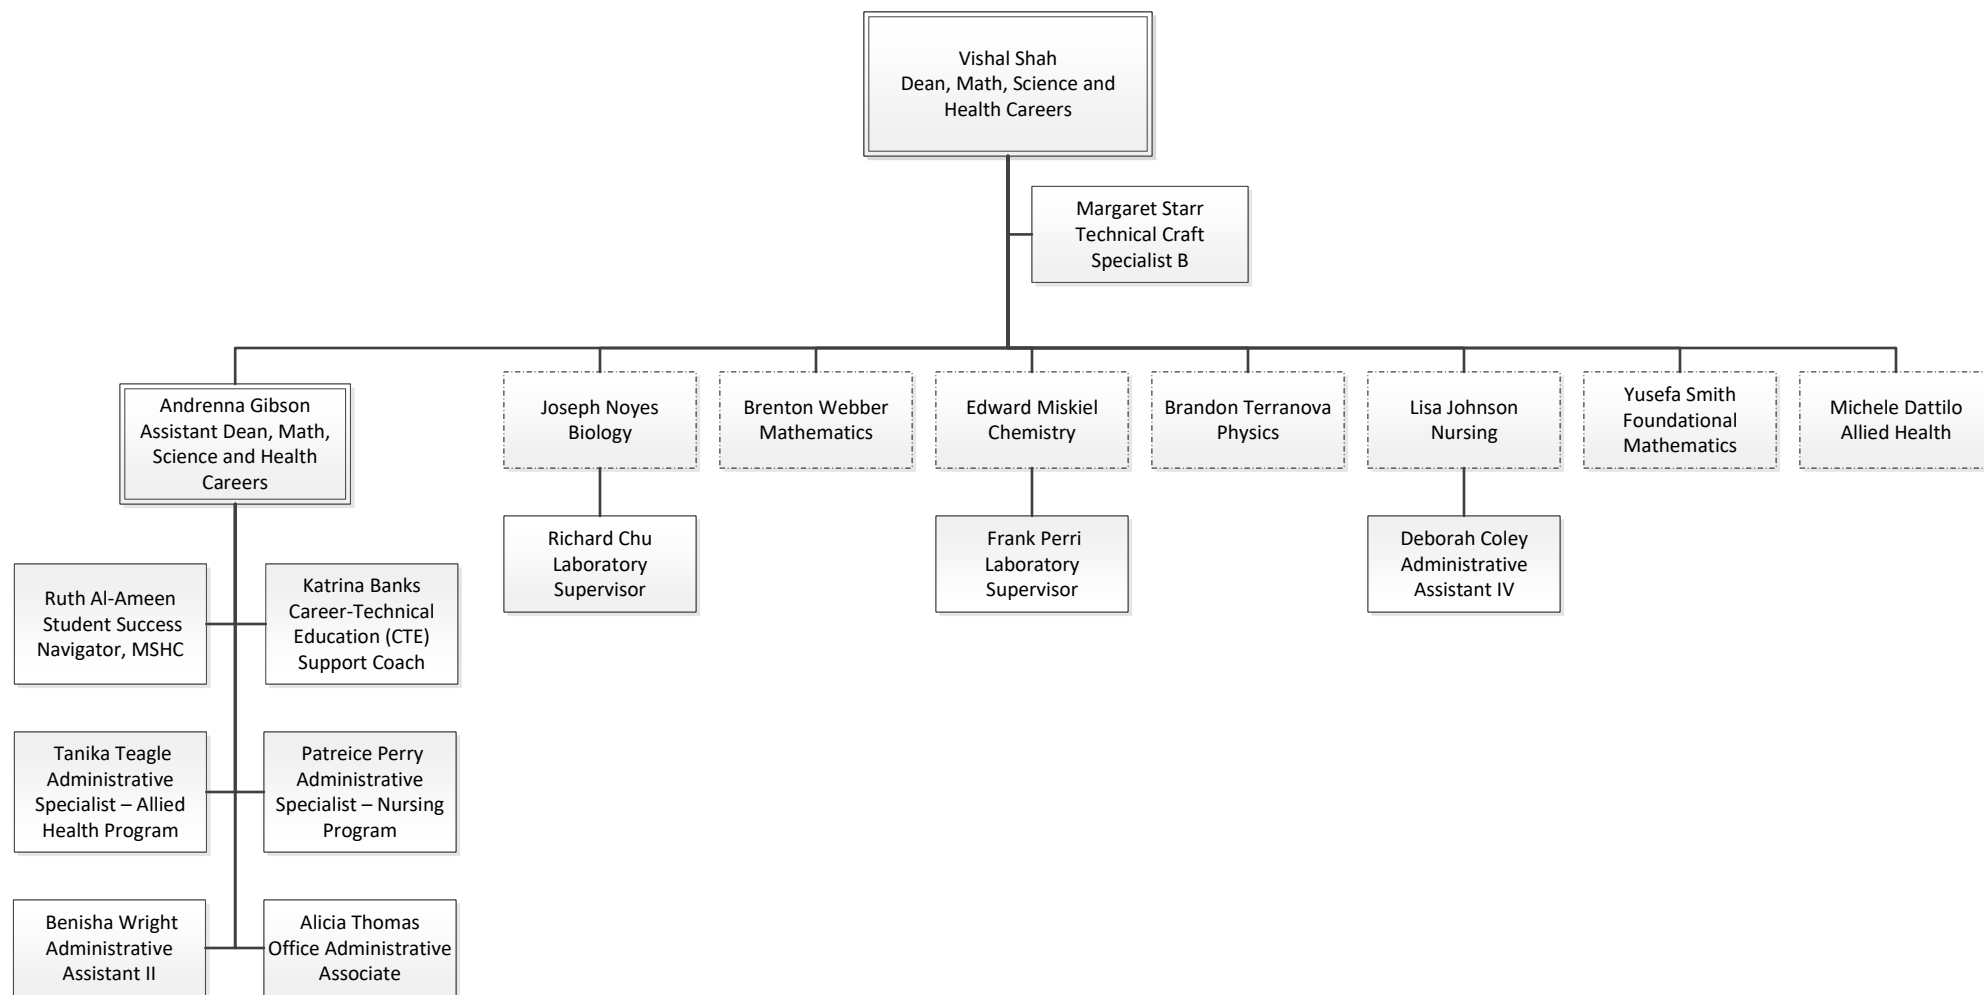 Vishal Shah
Dean, Math, Science and
Health Careers
Margaret Starr
Technical Craft
Specialist B
Andrenna Gibson
Assistant Dean, Math,
Science and Health
Careers
Joseph Noyes
Biology
Brenton Webber
Mathematics
Edward Miskiel
Chemistry
Brandon Terranova
Physics
Lisa Johnson
Nursing
Yusefa Smith
Foundational
Mathematics
Michele Dattilo
Allied Health
Richard Chu
Laboratory
Supervisor
Frank Perri
Laboratory
Supervisor
Deborah Coley
Administrative
Assistant IV
Ruth Al-Ameen
Student Success
Navigator, MSHC
Katrina Banks
Career-Technical
Education (CTE)
Support Coach
Tanika Teagle
Administrative
Specialist – Allied
Health Program
Patreice Perry
Administrative
Specialist – Nursing
Program
Benisha Wright
Administrative
Assistant II
Alicia Thomas
Office Administrative
Associate